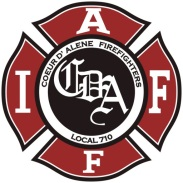 A
COEUR D' ALENE FIREFIGHTERS
I CDA F
LOCAL 710
F